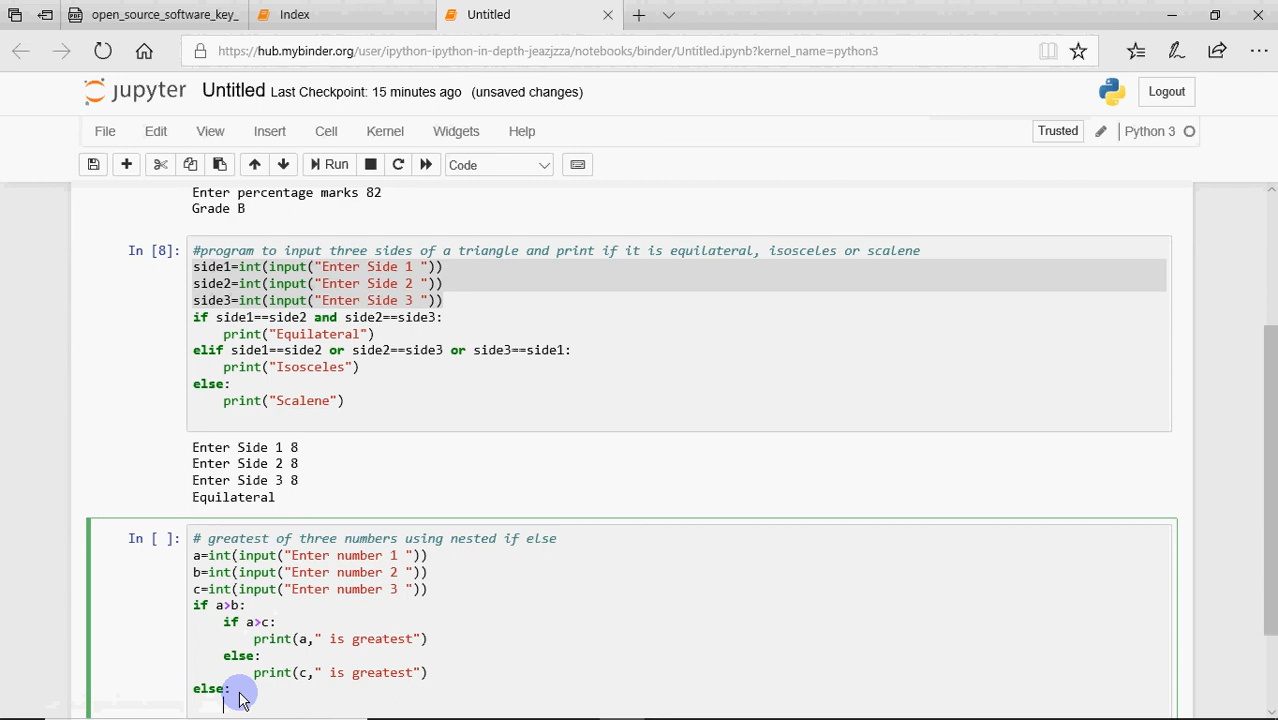 open_source_software_key_
Index
Untitled
https://hub.mybinder.org/user/ipython-ipython-in-depth-jeazjzza/notebooks/binder/Untitled.ipynb?kernel_name=python3
jupyter Untitled Last Checkpoint: 15 minutes ago (unsaved changes)
Logout
File Edit View Insert Cell Kernel Widgets Help
Trusted Python 3
Run Code
Enter percentage marks 82
Grade B
In [8]: #program to input three sides of a triangle and print if it is equilateral, isosceles or scalene
side1=int(input("Enter Side 1 "))
side2=int(input("Enter Side 2 "))
side3=int(input("Enter Side 3 "))
if side1==side2 and side2==side3:
    print("Equilateral")
elif side1==side2 or side2==side3 or side3==side1:
    print("Isosceles")
else:
    print("Scalene")
Enter Side 1 8
Enter Side 2 8
Enter Side 3 8
Equilateral
In [ ]: # greatest of three numbers using nested if else
a=int(input("Enter number 1 "))
b=int(input("Enter number 2 "))
c=int(input("Enter number 3 "))
if a>b:
    if a>c:
        print(a," is greatest")
    else:
        print(c," is greatest")
else: